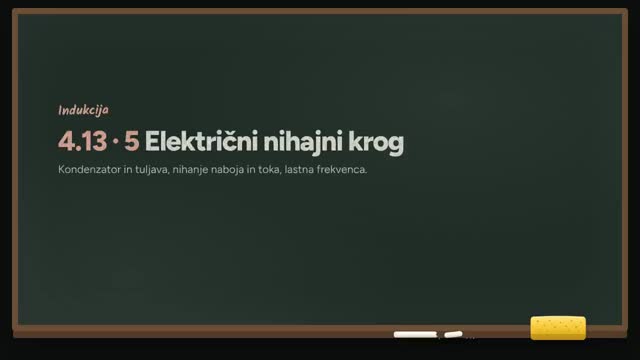 Indukcija
4.13 · 5 Električni nihajni krog
Kondenzator in tuljava, nihanje naboja in toka, lastna frekvenca.